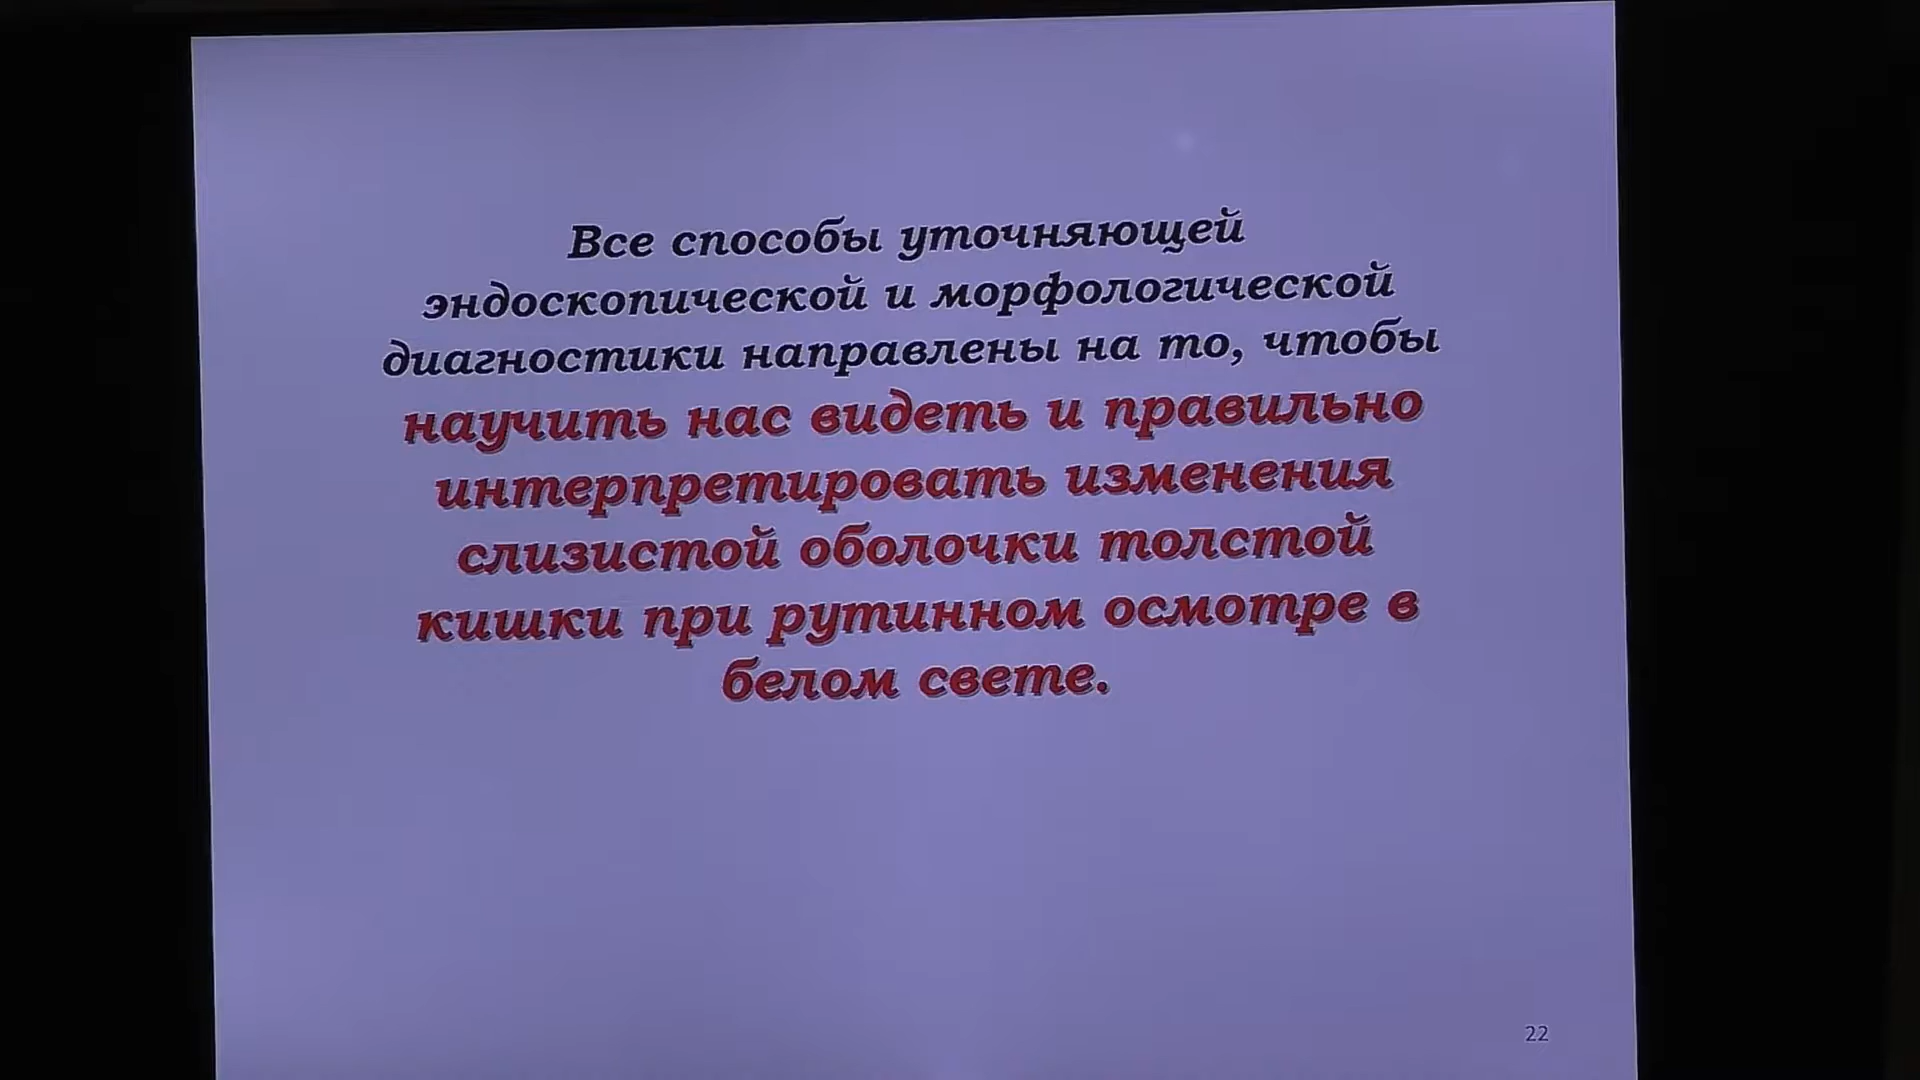 Все способы уточняющей
эндоскопической и морфологической
диагностики направлены на то, чтобы
научить нас видеть и правильно
интерпретировать изменения
слизистой оболочки толстой
кишки при рутинном осмотре в
белом свете.
22